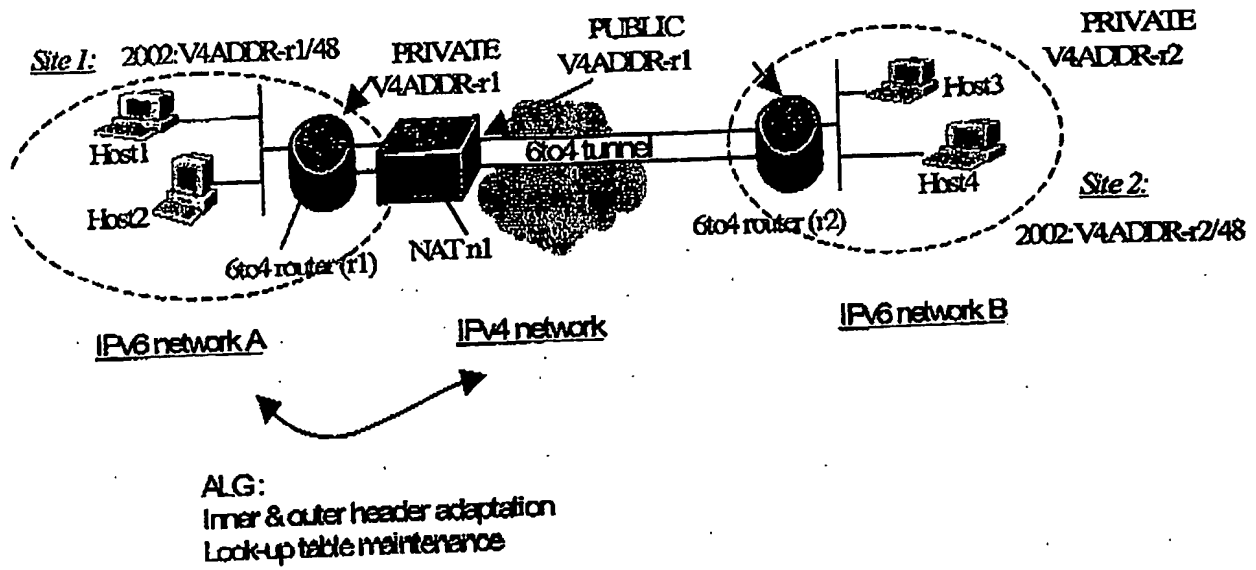 Site 1: 2002:V4ADDR-r1/48
PRIVATE
V4ADDR-r1
PUBLIC
V4ADDR-r1
PRIVATE
V4ADDR-r2
Host1
Host2
6to4 router (r1)
NAT n1
6to4 tunnel
6to4 router (r2)
Host3
Host4
Site 2:
2002:V4ADDR-r2/48
IPv6 network A
IPv4 network
IPv6 network B
ALG:
Inner & outer header adaptation
Look-up table maintenance